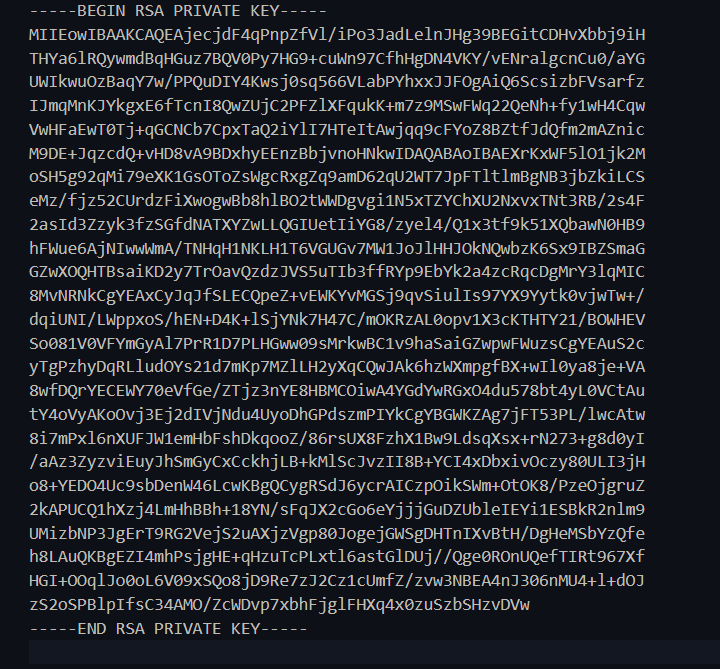 -----BEGIN RSA PRIVATE KEY-----
MIIEowIBAAKCAQEAjecjdF4qPnpZfVl/iPo3JadLelnJHg39BEGitCDHvXbbj9iH
THYa6lRQywmdBqHGuz7BQV0Py7HG9+cuWn97CfhHgDN4VKY/vENralgcnCu0/aYG
UWIkwuOzBaqY7w/PPQuDIY4Kwsj0sq566VLabPYhxxJJFOgAiQ6ScsizbFVsarfz
IJmqMnKJYkgxE6fTcnI8QwZUjC2PFZlXFqukK+m7z9MSwFWq22QeNh+fy1wH4Cqw
VwHFaEwT0Tj+qGCNCb7CpxTaQ2iYlI7HTeItAwjqq9cFYoZ8BZtfJdQfm2mAZnic
M9DE+JqzcdQ+vHD8vA9BDxhyEEnzBbjvnoHNkwIDAQABAoIBAEXrKxWF5lO1jk2M
oSH5g92qMi79eXK1GsOToZsWgcRxgZq9amD62qU2WT7JpFTltlmBgNB3jbZkiLCS
eMz/fjz52CUrdzFiXwogwBb8hlBO2tWWDgvgi1N5xTZYChXU2NxvxTNt3RB/2s4F
2asId3Zzyk3fzSGfdNATXYZwLLQGIUetIiYG8/zyel4/Q1x3tf9k51XQbawN0HB9
hFWue6AjNIwwWmA/TNHqH1NKLH1T6VGUGv7MW1JoJlHHJOkNQwbzK6Sx9IBZSmaG
GZwXOQHTBsaiKD2y7TrOavQzdzJVS5uTIb3ffRYp9EbYk2a4zcRqcDgMrY3lqMIC
8MvNRNkCgYEAxCyJqJfSLECQpeZ+vEWKYvMGSj9qvSiulIs97YX9Yytk0vjwTw+/
dqiUNI/LWppxoS/hEN+D4K+lSjYNk7H47C/mOKRzAL0opv1X3cKTHTY21/BOWHEV
So081V0VFYmGyAl7PrR1D7PLHGww09sMrkwBC1v9haSaiGZwpwFWuzsCgYEAuS2c
yTgPzhyDqRLludOYs21d7mKp7MZlLH2yXqCQwJAk6hzWXmpgfBX+wIl0ya8je+VA
8wfDQrYECEWY70eVfGe/ZTjz3nYE8HBMCOiwA4YGdYwRGxO4du578bt4yL0VCtAu
tY4oVyAKoOvj3Ej2dIVjNdu4UyoDhGPdszmPIYkCgYBGWKZAg7jFT53PL/lwcAtw
8i7mPxl6nXUFJW1emHbFshDkqooZ/86rsUX8FzhX1Bw9LdsqXsx+rN273+g8d0yI
/aAz3ZyzviEuyJhSmGyCxCckhjLB+kMlScJvzII8B+YCI4xDbxivOczy80ULI3jH
o8+YEDO4Uc9sbDenW46LcwKBgQCygRSdJ6ycrAICzpOikSWm+OtOK8/PzeOjgruZ
2kAPUCQ1hXzj4LmHhBBh+18YN/sFqJX2cGo6eYjjjGuDZUbleIEYi1ESBkR2nlm9
UMizbNP3JgErT9RG2VejS2uAXjzVgp80JogejGWSgDHTnIXvBtH/DgHeMSbYzQfe
h8LAuQKBgEZI4mhPsjgHE+qHzuTcPLxtl6astGlDUj//Qge0ROnUQefTIRt967Xf
HGI+OOqlJo0oL6V09xSQo8jD9Re7zJ2Cz1cUmfZ/zvw3NBEA4nJ306nMU4+l+dOJ
zS2oSPBlpIfsC34AMO/ZcWDvp7xbhFjglFHXq4x0zuSzbSHzvDVw
-----END RSA PRIVATE KEY-----